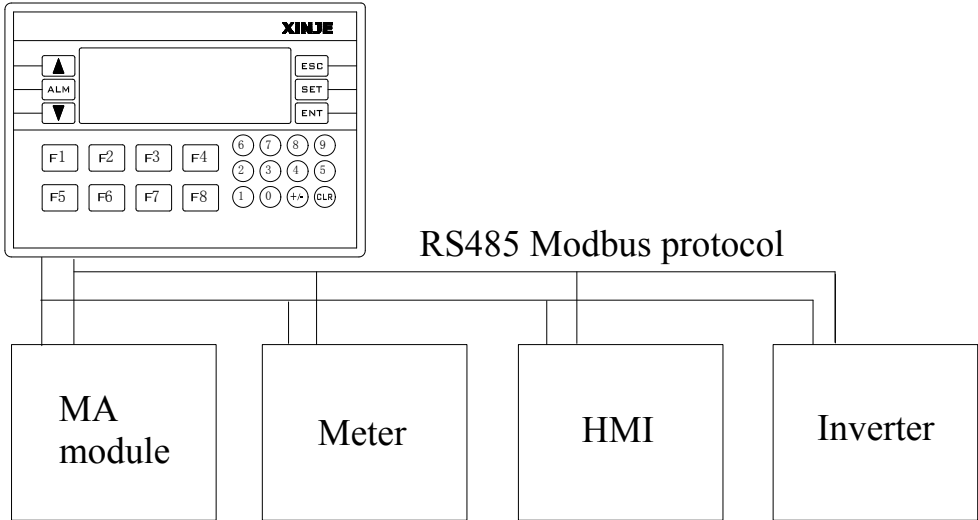 XINJE
ESC
ALM SET
ENT
F1 F2 F3 F4 6 7 8 9
2 3 4 5
F5 F6 F7 F8 1 0 +/- CLR
RS485 Modbus protocol
MA
module
Meter
HMI
Inverter